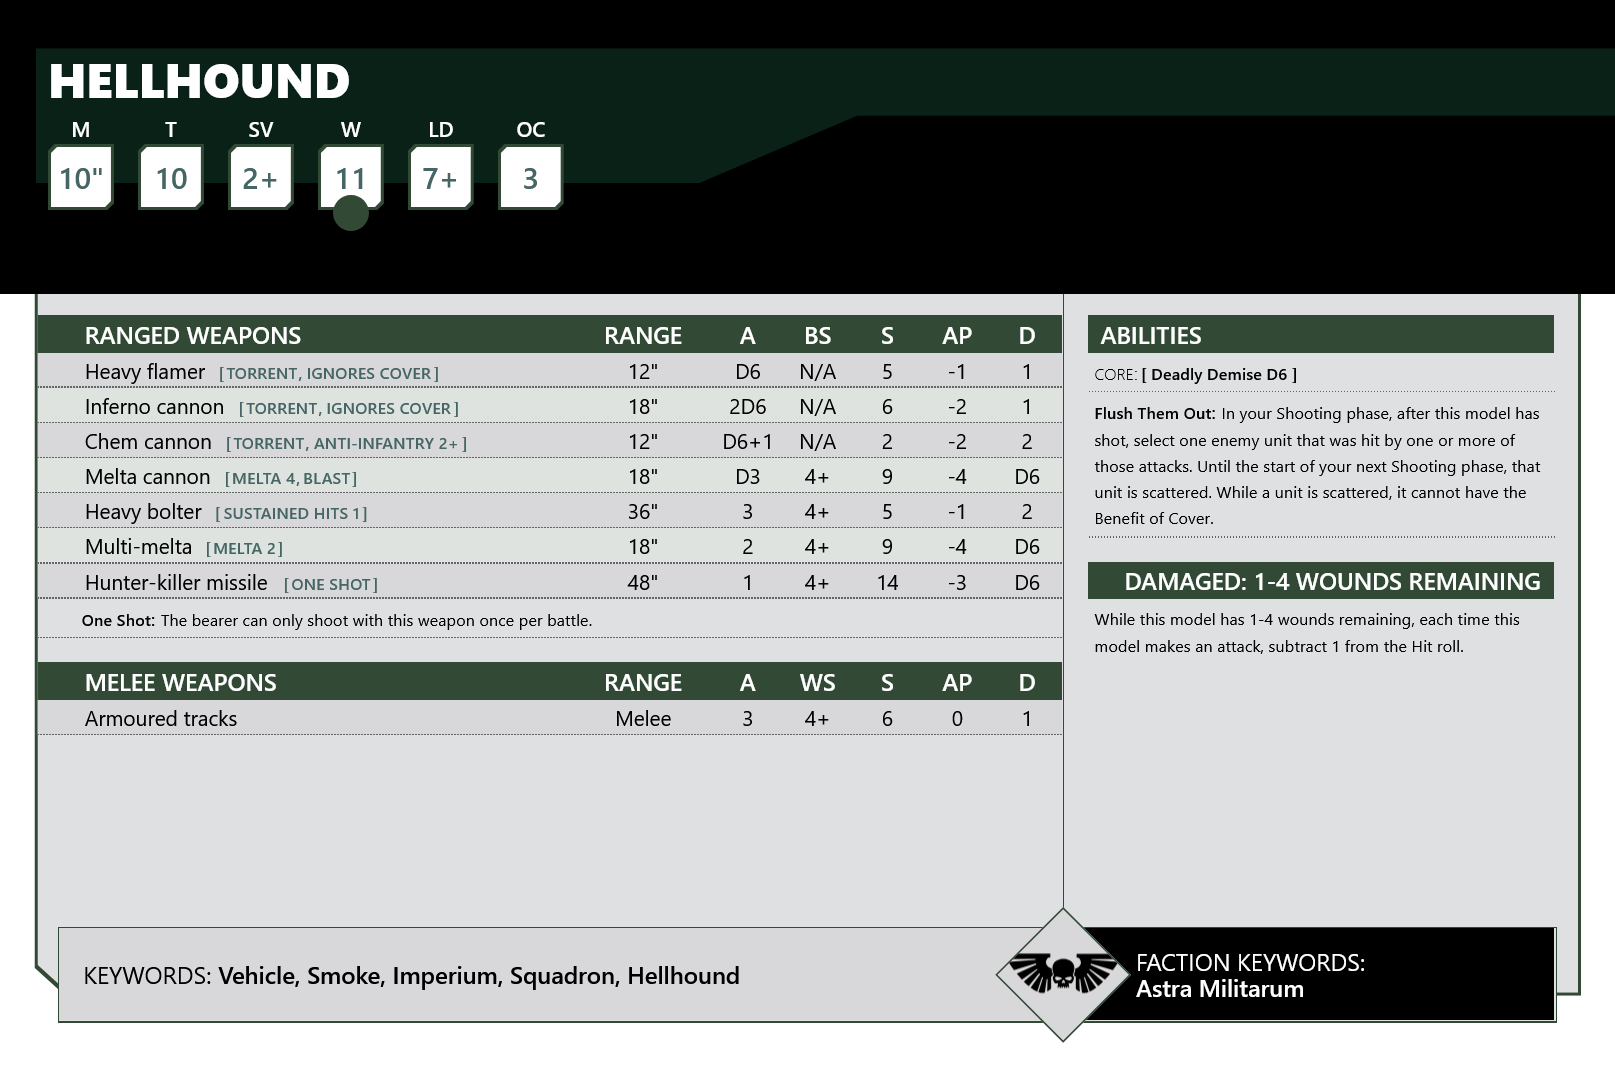 HELLHOUND
M T SV W LD OC
10" 10 2+ 11 7+ 3
RANGED WEAPONS RANGE A BS S AP D
Heavy flamer [TORRENT, IGNORES COVER] 12" D6 N/A 5 -1 1
Inferno cannon [TORRENT, IGNORES COVER] 18" 2D6 N/A 6 -2 1
Chem cannon [TORRENT, ANTI-INFANTRY 2+] 12" D6+1 N/A 2 -2 2
Melta cannon [MELTA 4, BLAST] 18" D3 4+ 9 -4 D6
Heavy bolter [SUSTAINED HITS 1] 36" 3 4+ 5 -1 2
Multi-melta [MELTA 2] 18" 2 4+ 9 -4 D6
Hunter-killer missile [ONE SHOT] 48" 1 4+ 14 -3 D6
One Shot: The bearer can only shoot with this weapon once per battle.
MELEE WEAPONS RANGE A WS S AP D
Armoured tracks Melee 3 4+ 6 0 1
ABILITIES
CORE: [ Deadly Demise D6 ]
Flush Them Out: In your Shooting phase, after this model has
shot, select one enemy unit that was hit by one or more of
those attacks. Until the start of your next Shooting phase, that
unit is scattered. While a unit is scattered, it cannot have the
Benefit of Cover.
DAMAGED: 1-4 WOUNDS REMAINING
While this model has 1-4 wounds remaining, each time this
model makes an attack, subtract 1 from the Hit roll.
KEYWORDS: Vehicle, Smoke, Imperium, Squadron, Hellhound
FACTION KEYWORDS:
Astra Militarum